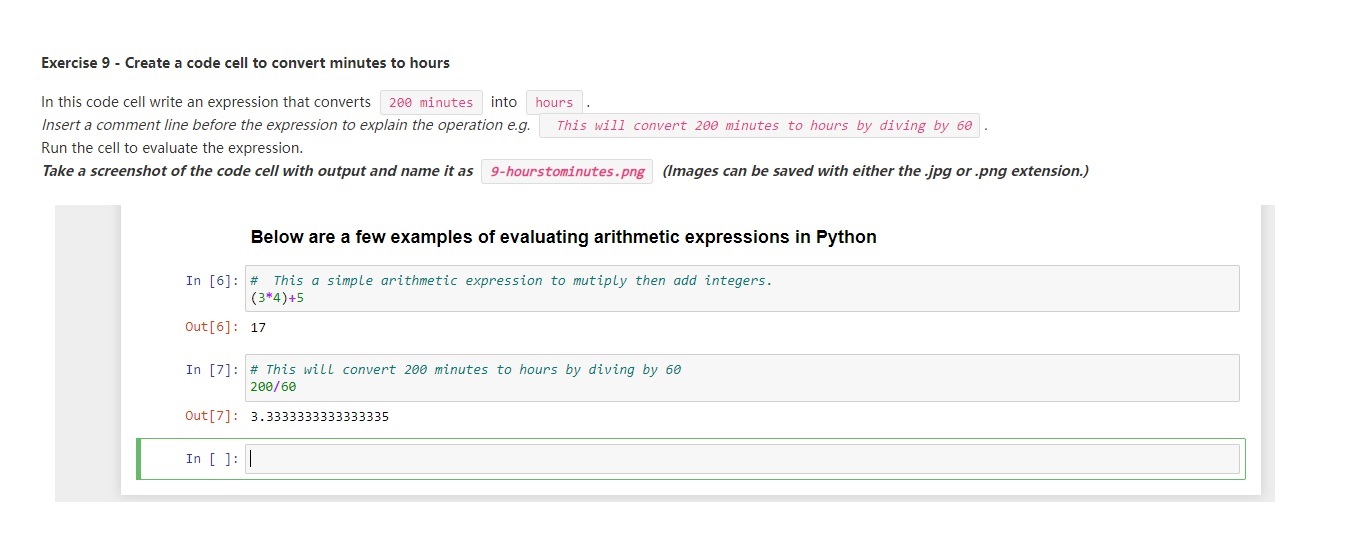 Exercise 9 - Create a code cell to convert minutes to hours
In this code cell write an expression that converts 200 minutes into hours .
Insert a comment line before the expression to explain the operation e.g. This will convert 200 minutes to hours by diving by 60 .
Run the cell to evaluate the expression.
Take a screenshot of the code cell with output and name it as 9-hourstominutes.png (Images can be saved with either the .jpg or .png extension.)
Below are a few examples of evaluating arithmetic expressions in Python
In [6]: # This a simple arithmetic expression to mutiply then add integers.
(3*4)+5
Out[6]: 17
In [7]: # This will convert 200 minutes to hours by diving by 60
200/60
Out[7]: 3.3333333333333335
In [ ]: